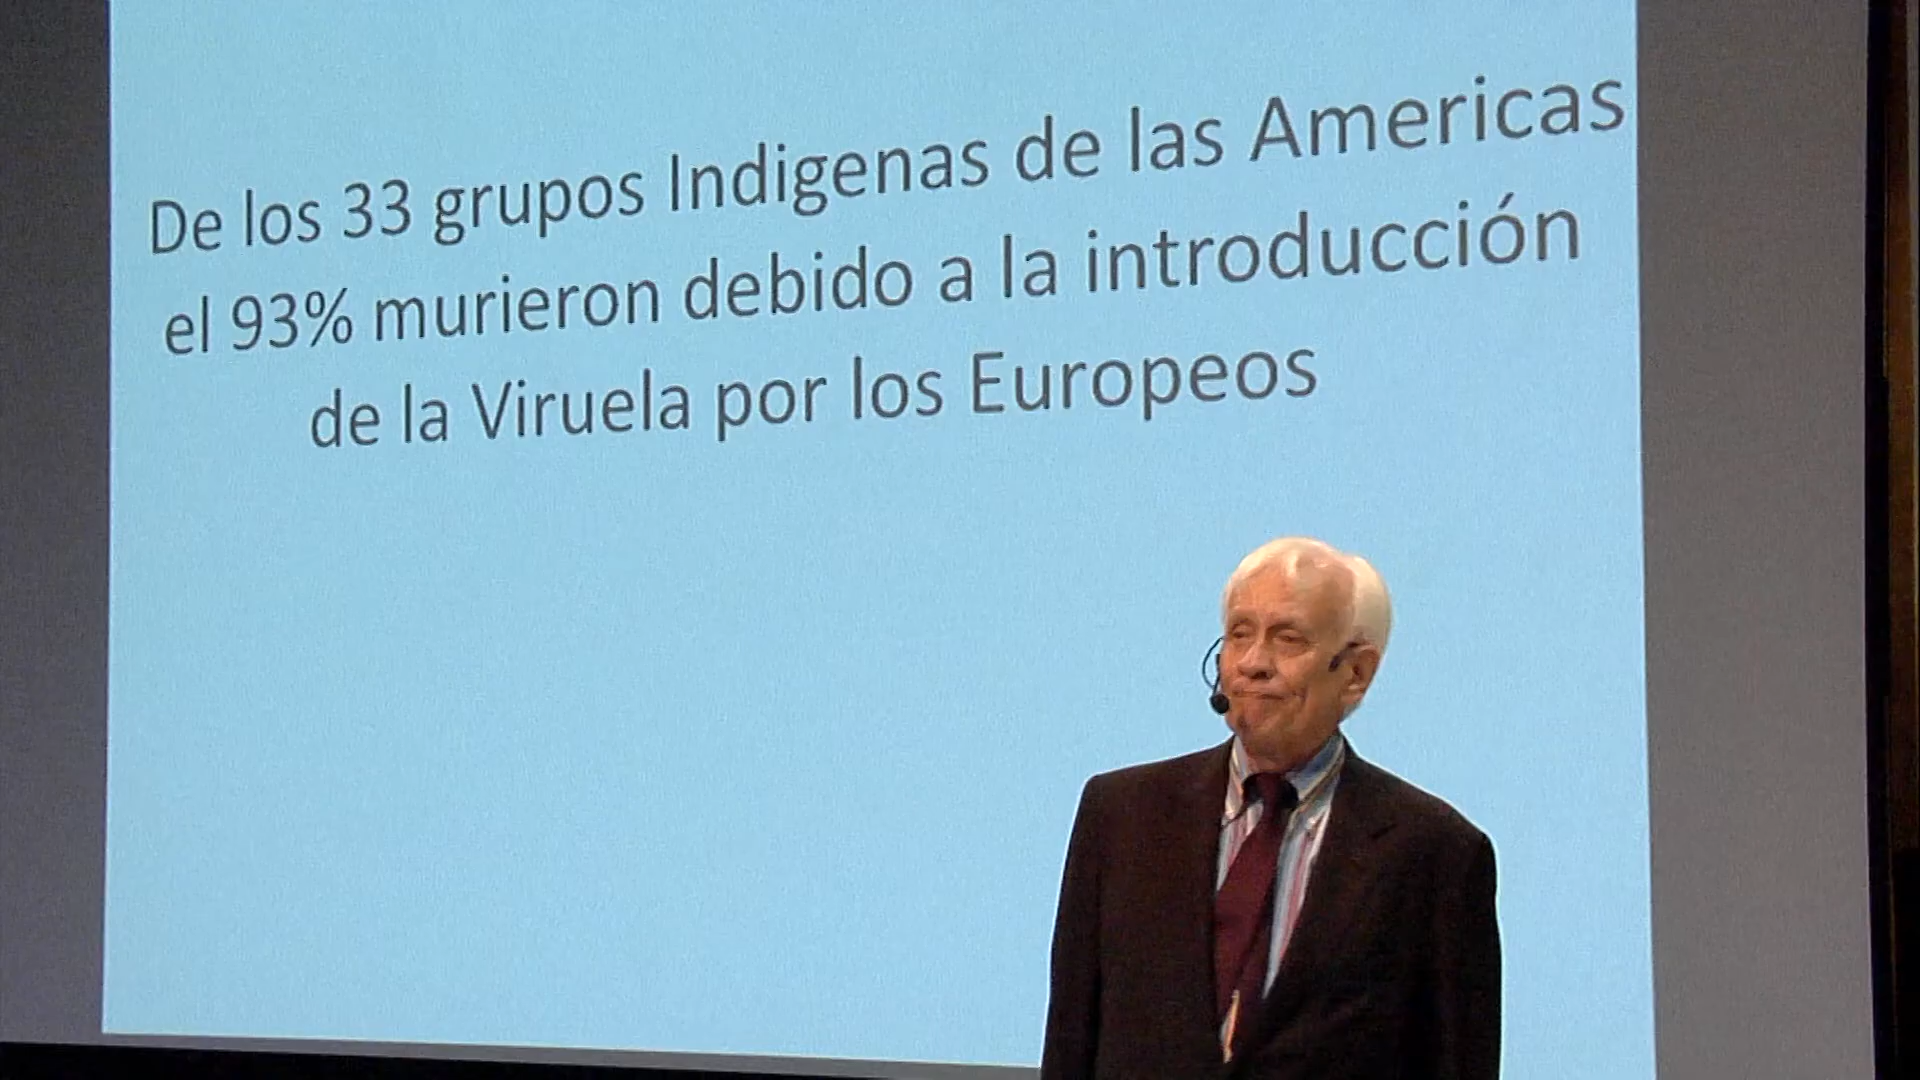 De los 33 grupos Indigenas de las Americas
el 93% murieron debido a la introducción
de la Viruela por los Europeos